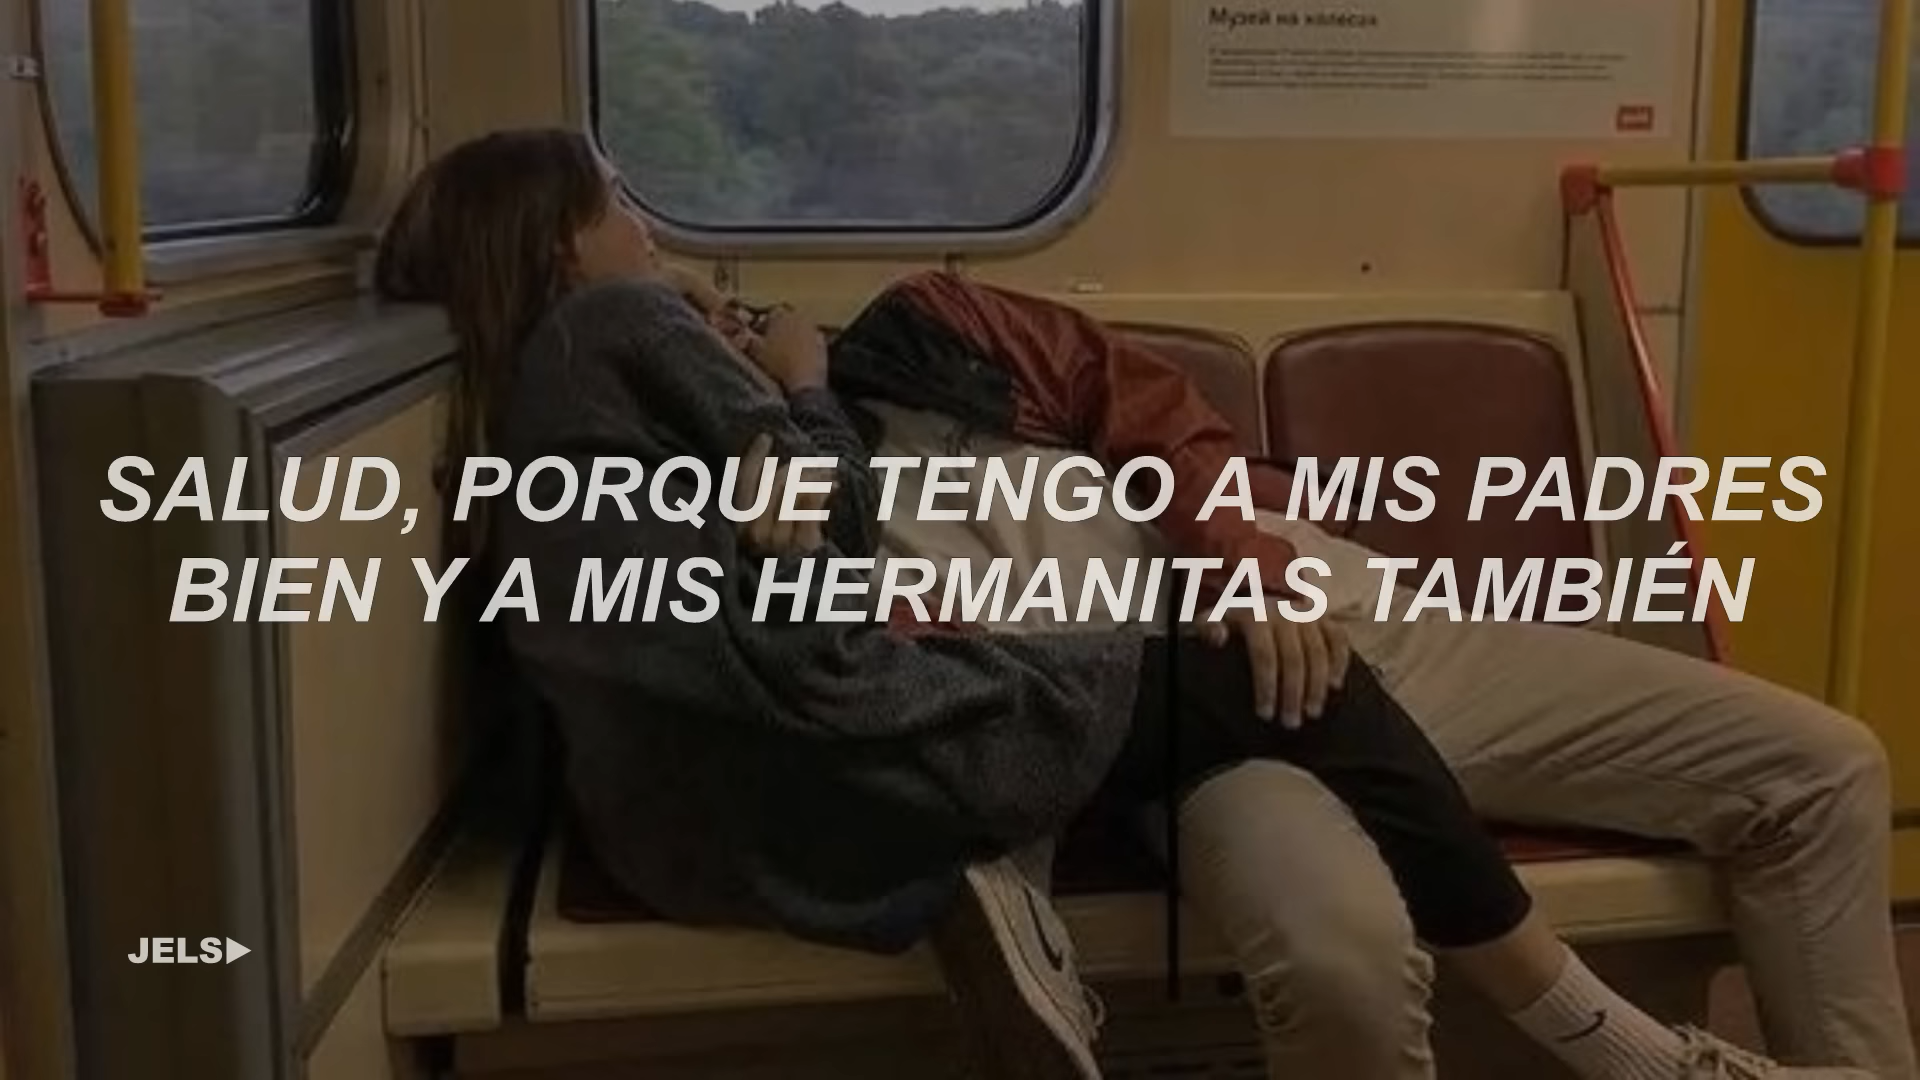 Музей на колесах
SALUD, PORQUE TENGO A MIS PADRES
BIEN Y A MIS HERMANITAS TAMBIÉN
JELS